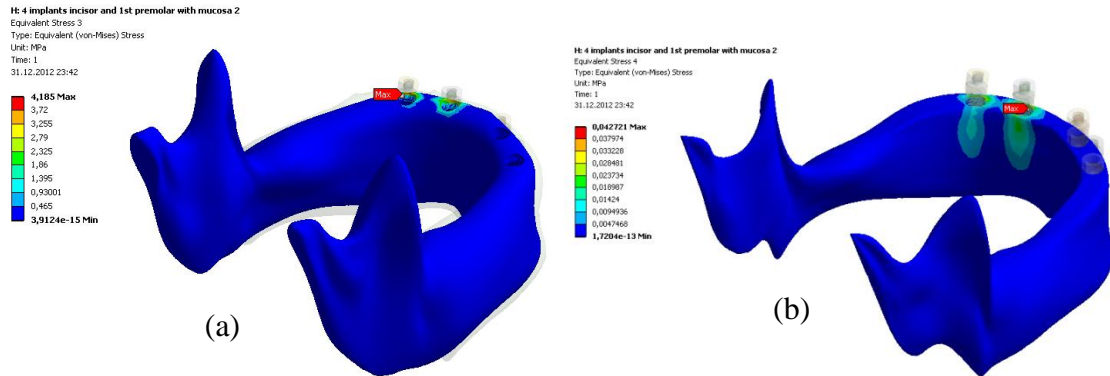 H: 4 implants incisor and 1st premolar with mucosa 2
Equivalent Stress 3
Type: Equivalent (von-Mises) Stress
Unit: MPa
Time: 1
31.12.2012 23:42
4,185 Max
3,72
3,255
2,79
2,325
1,86
1,395
0,93001
0,465
3,9124e-15 Min
Max
(a)
H: 4 implants incisor and 1st premolar with mucosa 2
Equivalent Stress 4
Type: Equivalent (von-Mises) Stress
Unit: MPa
Time: 1
31.12.2012 23:42
0,042721 Max
0,037974
0,033228
0,028481
0,023734
0,018987
0,01424
0,0094936
0,0047468
1,7204e-13 Min
Max
(b)